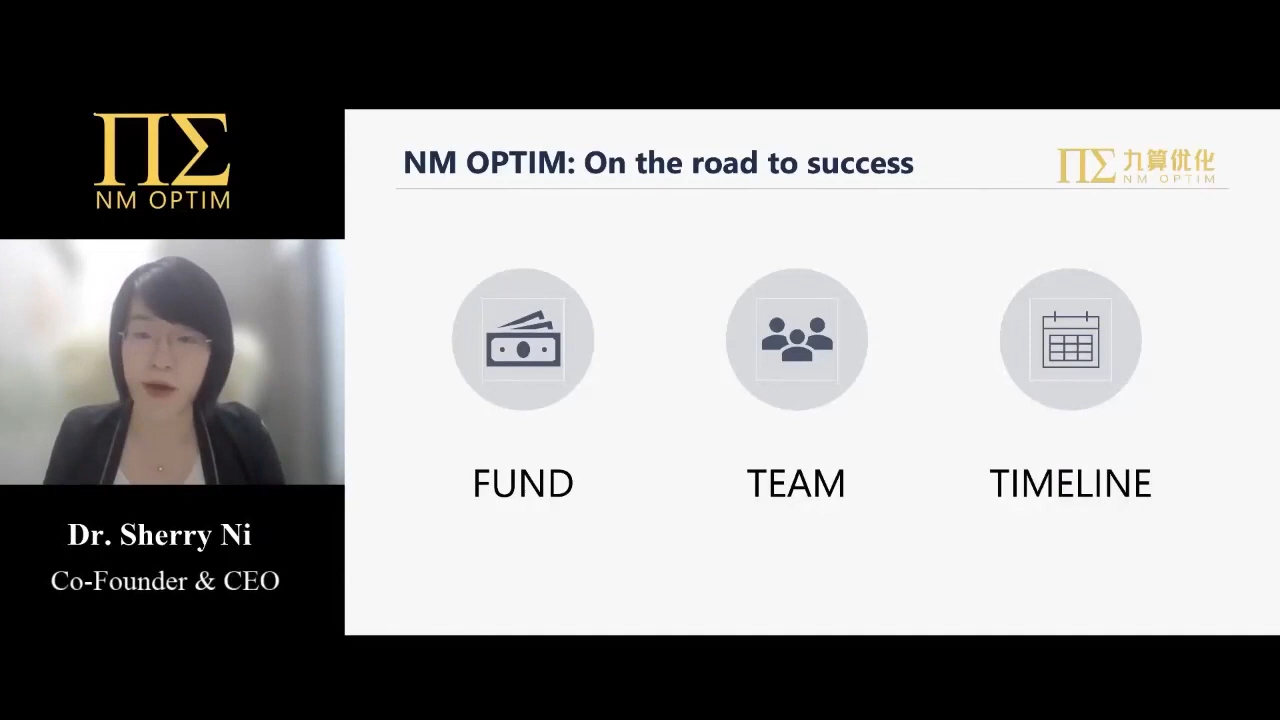 ΠΣ
NM OPTIM
Dr. Sherry Ni
Co-Founder & CEO
NM OPTIM: On the road to success
ΠΣ 九算优化
NM OPTIM
FUND
TEAM
TIMELINE